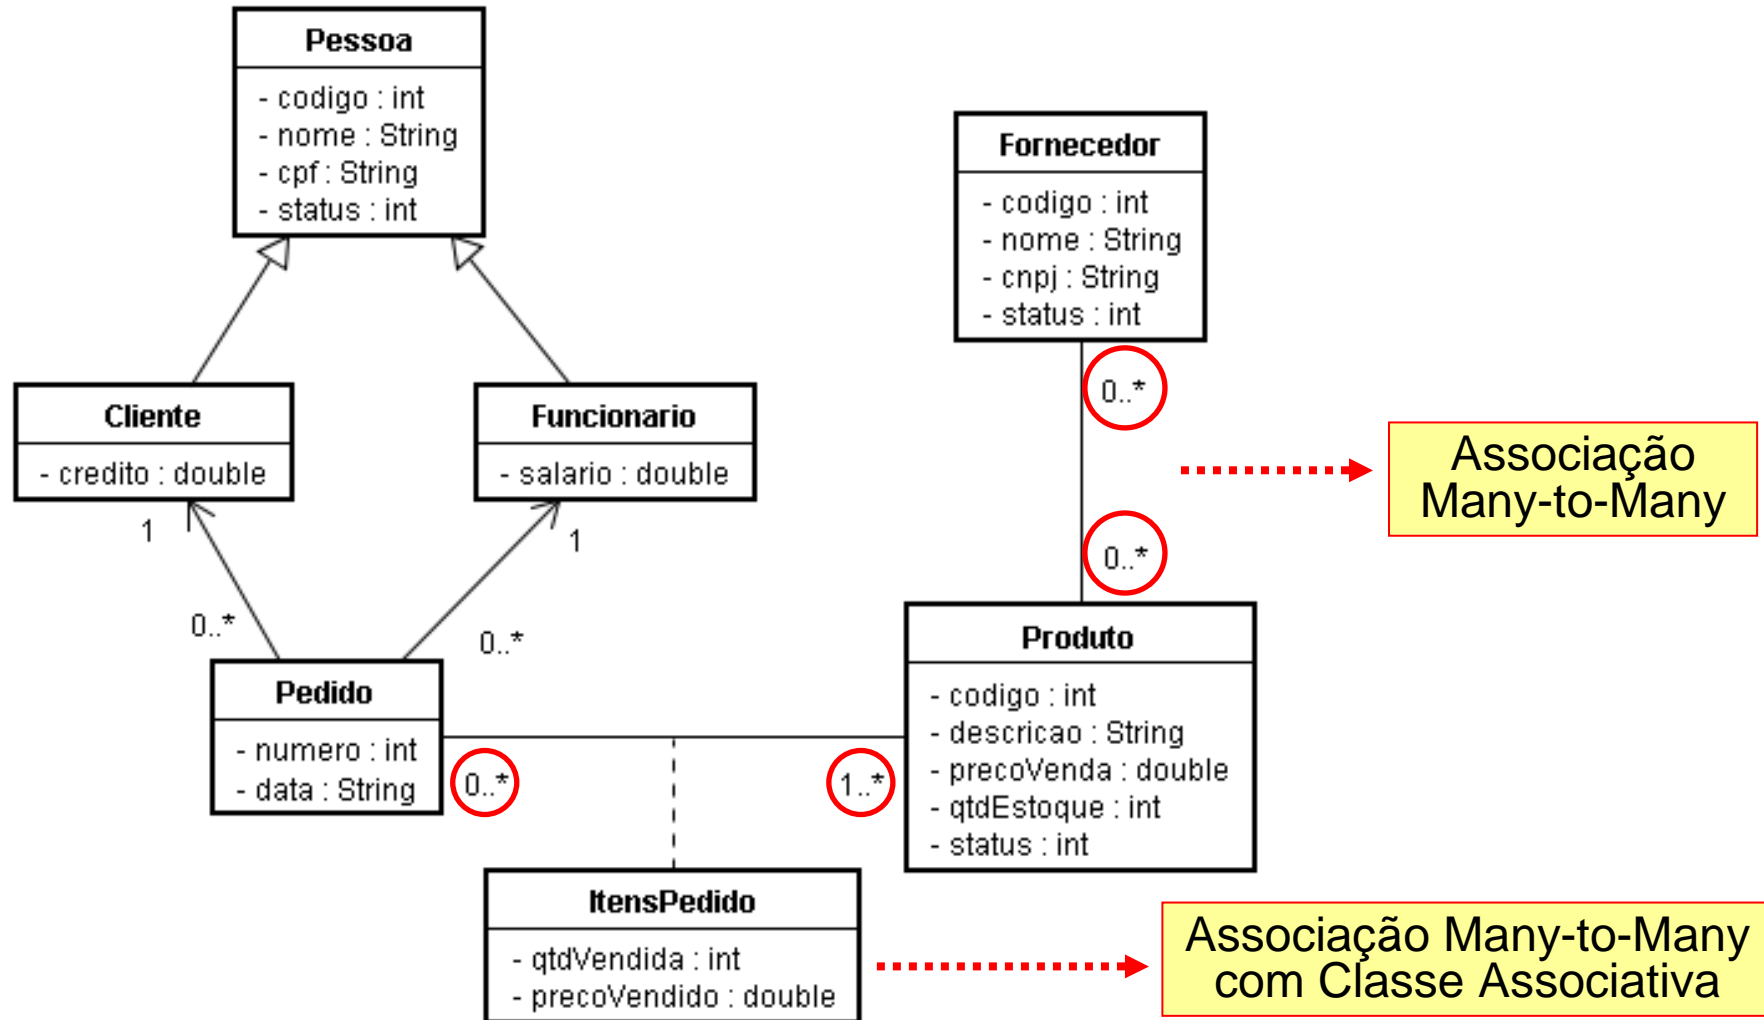 Pessoa
- codigo : int
- nome : String
- cpf : String
- status : int
Fornecedor
- codigo : int
- nome : String
- cnpj : String
- status : int
Cliente
- credito : double
Funcionario
- salario : double
0..*
Associação
Many-to-Many
1
1
0..*
0..*
0..*
Produto
- codigo : int
- descricao : String
- precoVenda : double
- qtdEstoque : int
- status : int
Pedido
- numero : int
- data : String
0..*
1..*
ItensPedido
- qtdVendida : int
- precoVendido : double
Associação Many-to-Many
com Classe Associativa